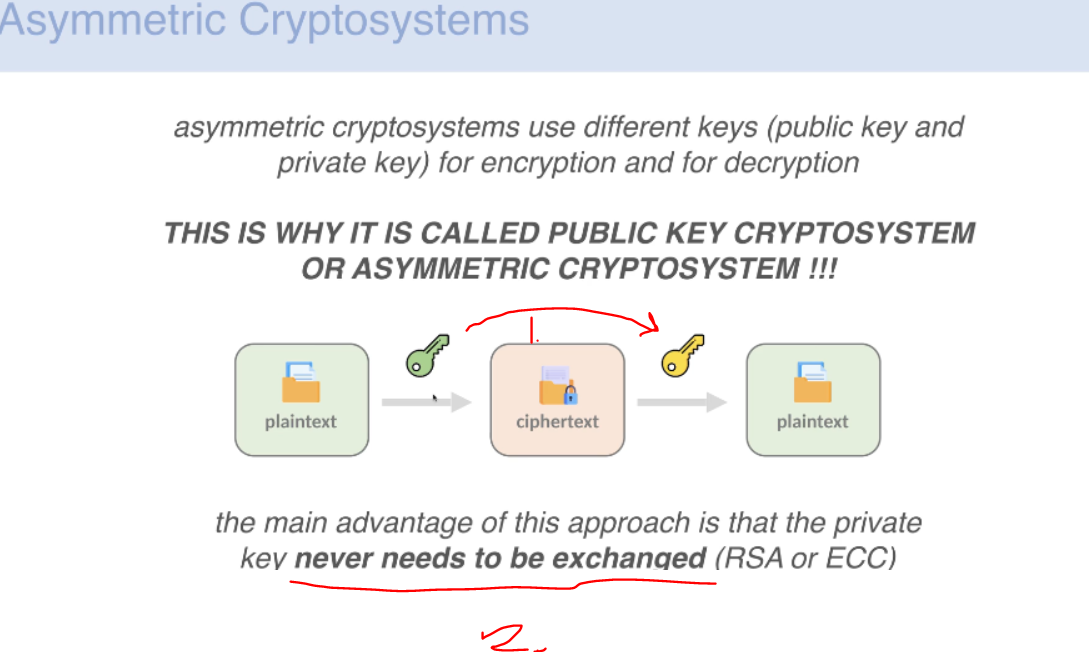 Asymmetric Cryptosystems
asymmetric cryptosystems use different keys (public key and
private key) for encryption and for decryption
THIS IS WHY IT IS CALLED PUBLIC KEY CRYPTOSYSTEM
OR ASYMMETRIC CRYPTOSYSTEM !!!
plaintext
ciphertext
plaintext
the main advantage of this approach is that the private
key never needs to be exchanged (RSA or ECC)
2.